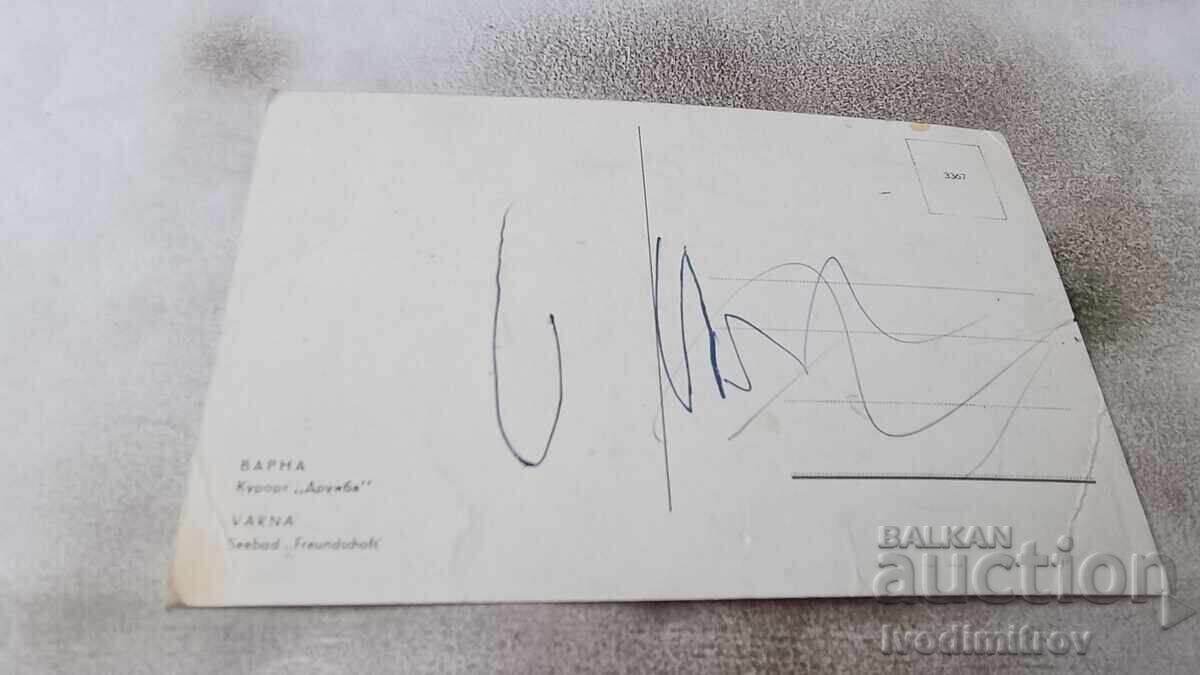 3367
ВАРНА
Курорт „Дружба"
VARNA
Seebad „Freundschaft
BALKAN
auction
Ivodimitrov